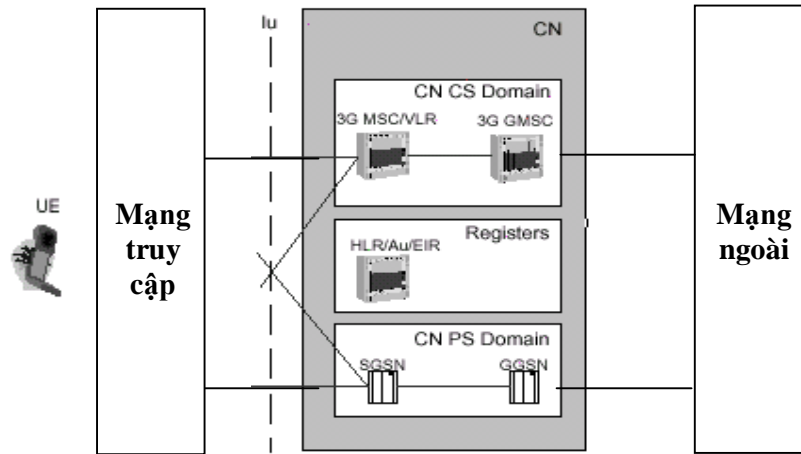 Iu
CN
CN CS Domain
3G MSC/VLR
3G GMSC
UE
Mạng
truy
cập
Registers
HLR/Au/EIR
Mạng
ngoài
CN PS Domain
SGSN
GGSN